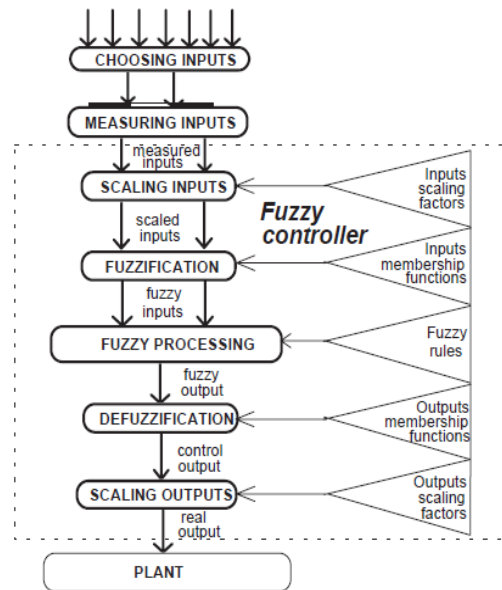 CHOOSING INPUTS
MEASURING INPUTS
measured
inputs
SCALING INPUTS
Inputs
scaling
factors
scaled
inputs
Fuzzy
controller
FUZZIFICATION
Inputs
membership
functions
fuzzy
inputs
FUZZY PROCESSING
Fuzzy
rules
fuzzy
output
DEFUZZIFICATION
Outputs
membership
functions
control
output
SCALING OUTPUTS
Outputs
scaling
factors
real
output
PLANT